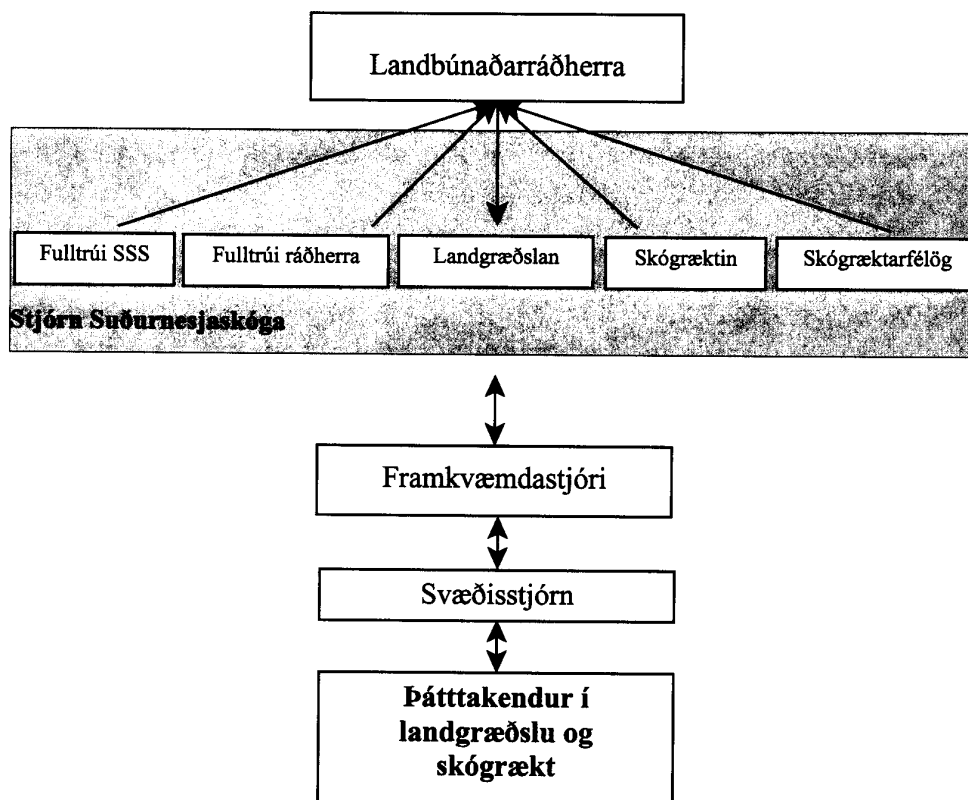 Landbúnaðarráðherra
Fulltrúi SSS
Fulltrúi ráðherra
Landgræðslan
Skógræktin
Skógræktarfélög
Stjórn Suðurnesjaskóga
Framkvæmdastjóri
Svæðisstjórn
Þátttakendur í
landgræðslu og
skógrækt